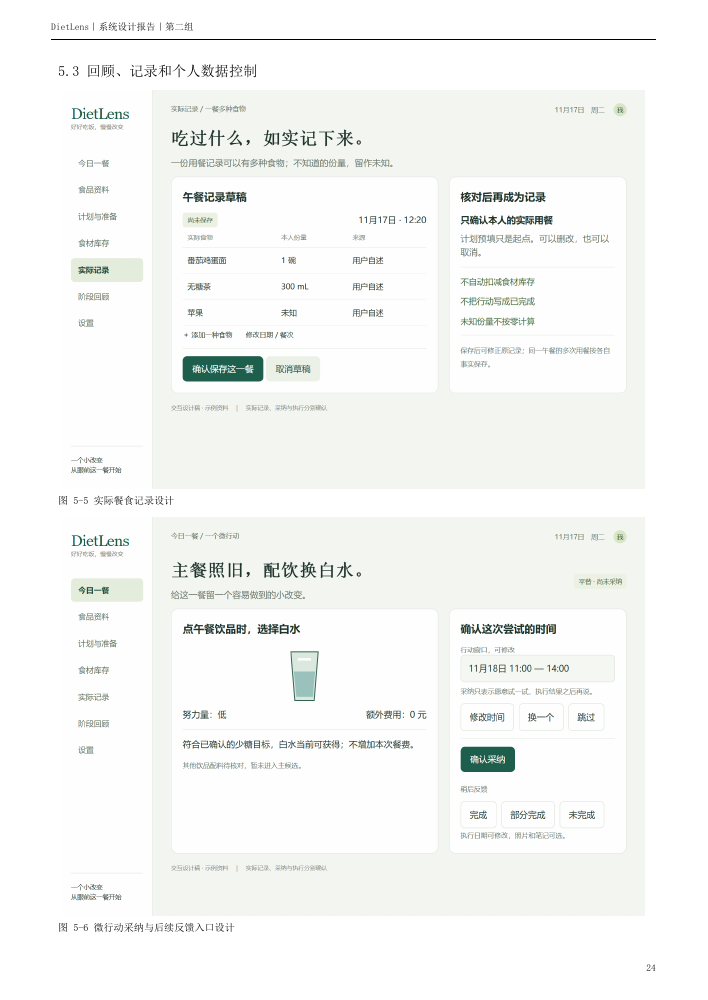 DietLens | 系统设计报告 | 第二组
5.3 回顾、记录和个人数据控制
DietLens
好好吃饭，慢慢改变
今日一餐
食品资料
计划与准备
食材库存
实际记录
阶段回顾
设置
一个小改变
从眼前这一餐开始
实际记录 / 一餐多种食物
11月17日 周二 我
吃过什么，如实记下来。
一份用餐记录可以有多种食物；不知道的份量，留作未知。
午餐记录草稿
尚未保存
11月17日 · 12:20
实际食物 本人份量 来源
番茄鸡蛋面 1 碗 用户自述
无糖茶 300 mL 用户自述
苹果 未知 用户自述
+ 添加一种食物 修改日期 / 餐次
确认保存这一餐 取消草稿
核对后再成为记录
只确认本人的实际用餐
计划预填只是起点。可以删改，也可以
取消。
不自动扣减食材库存
不把行动写成已完成
未知份量不按零计算
保存后可修正原记录；同一午餐的多次用餐按各自
事实保存。
交互设计稿 · 示例资料 | 实际记录、采纳与执行分别确认
图 5-5 实际餐食记录设计
DietLens
好好吃饭，慢慢改变
今日一餐
食品资料
计划与准备
食材库存
实际记录
阶段回顾
设置
一个小改变
从眼前这一餐开始
今日一餐 / 一个微行动
11月17日 周二 我
主餐照旧，配饮换白水。
给这一餐留一个容易做到的小改变。
平替 · 尚未采纳
点午餐饮品时，选择白水
努力量：低 额外费用：0 元
符合已确认的少糖目标，白水当前可获得；不增加本次餐费。
其他饮品配料待核对，暂未进入主候选。
确认这次尝试的时间
行动窗口，可修改
11月18日 11:00 — 14:00
采纳只表示愿意试一试，执行结果之后再说。
修改时间 换一个 跳过
确认采纳
稍后反馈
完成 部分完成 未完成
执行日期可修改，照片和笔记可选。
交互设计稿 · 示例资料 | 实际记录、采纳与执行分别确认
图 5-6 微行动采纳与后续反馈入口设计
24